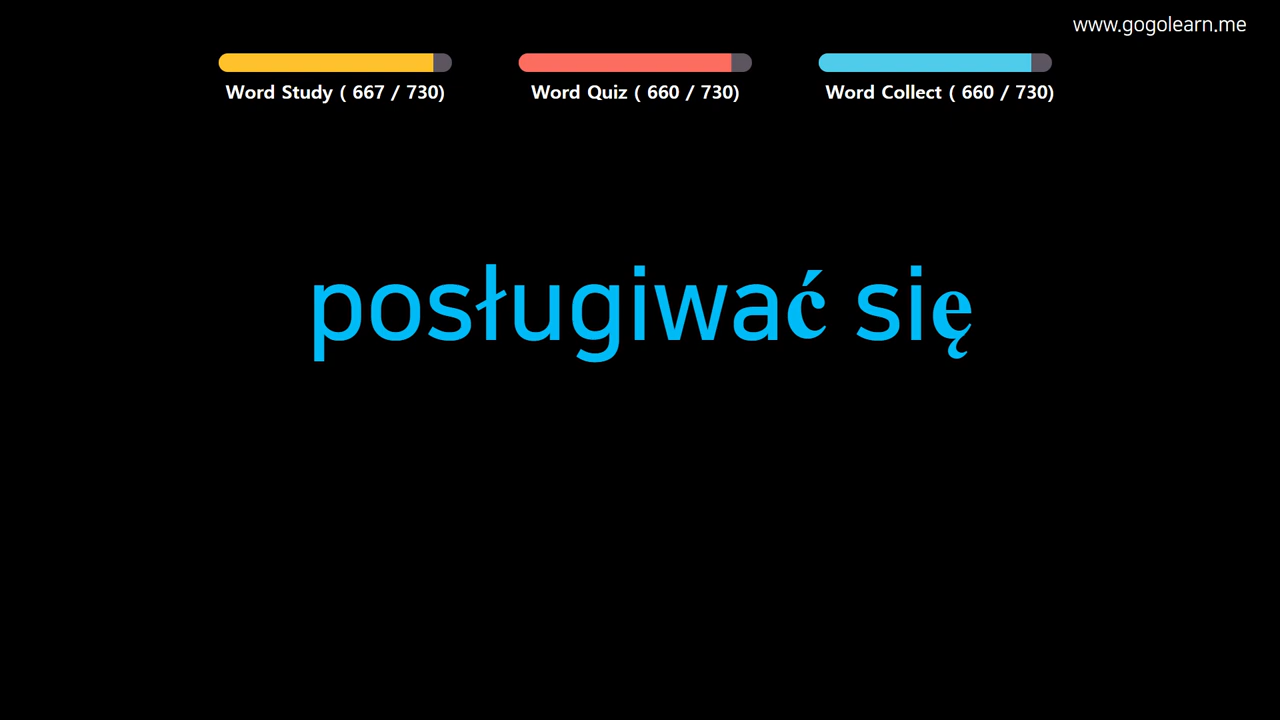 www.gogolearn.me
Word Study ( 667 / 730)
Word Quiz ( 660 / 730)
Word Collect ( 660 / 730)
posługiwać się